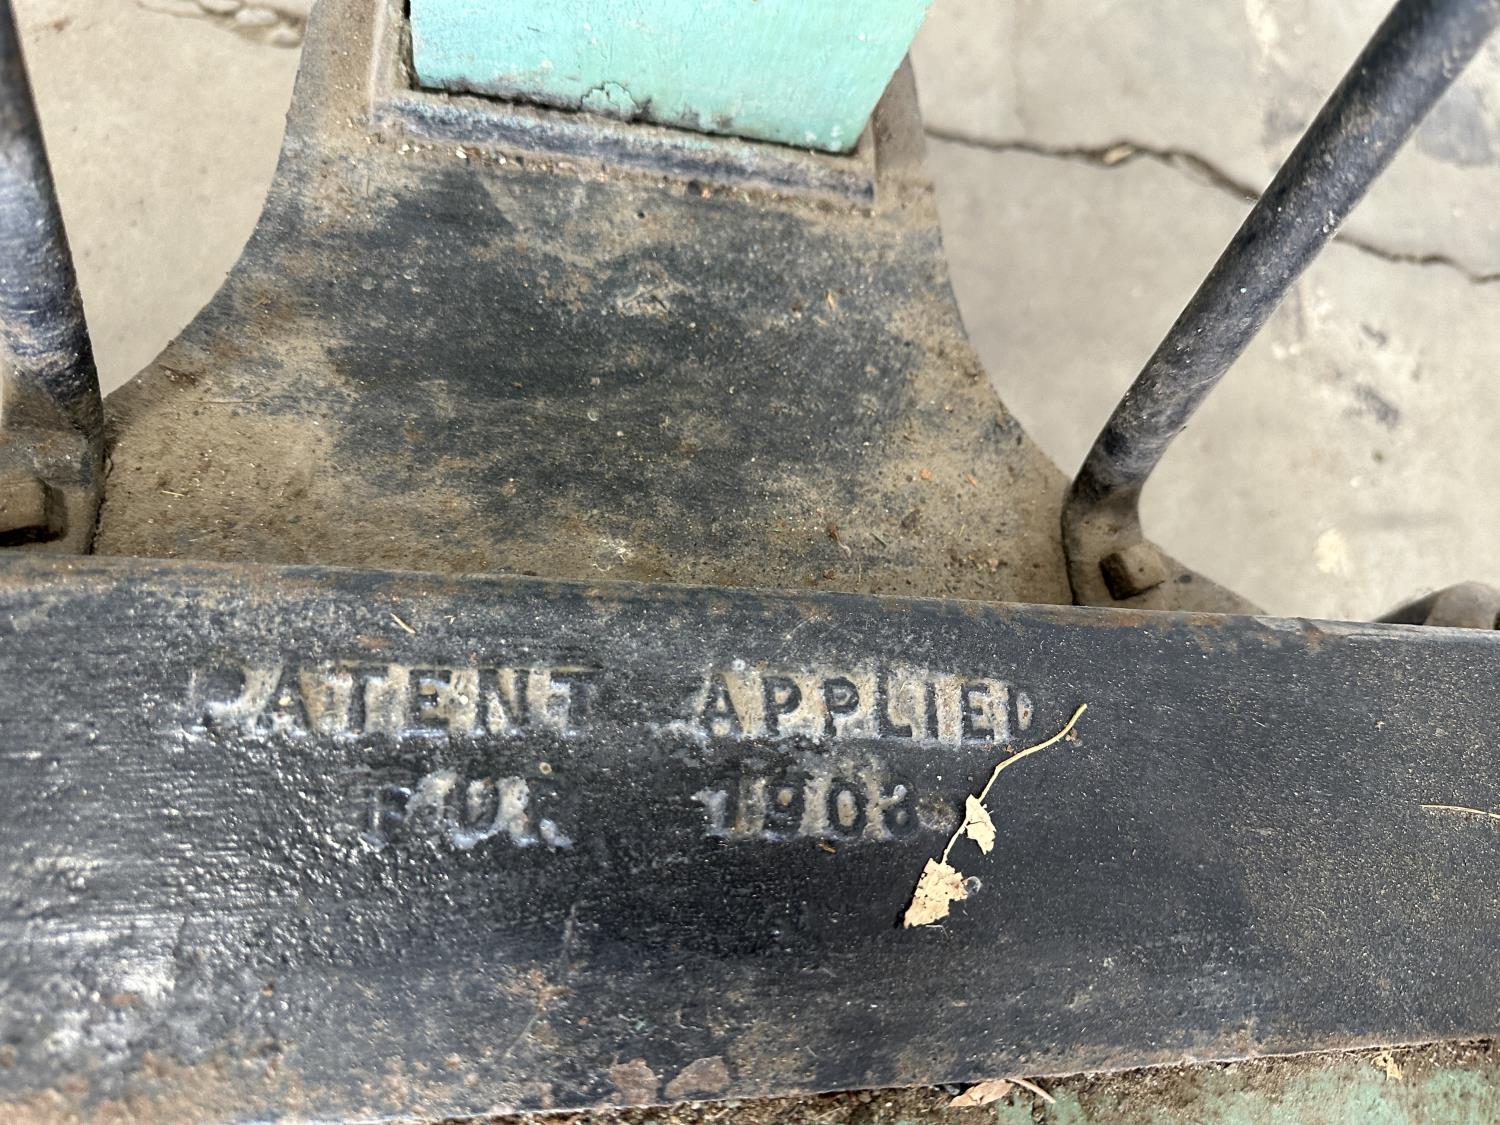 PATENT APPLIED
FOR. 1908.